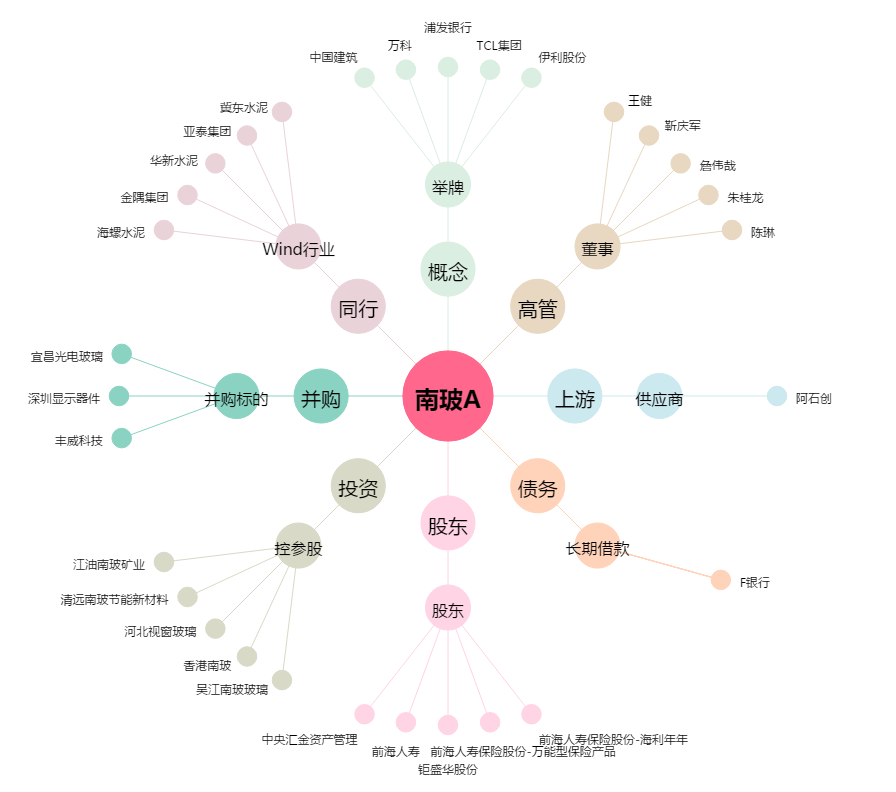 浦发银行
万科
TCL集团
中国建筑
伊利股份
冀东水泥
王健
亚泰集团
靳庆军
华新水泥
詹伟哉
金隅集团
朱桂龙
海螺水泥
陈琳
举牌
Wind行业
董事
概念
同行
高管
宜昌光电玻璃
深圳显示器件
丰威科技
并购标的
并购
南玻A
上游
供应商
阿石创
投资
债务
股东
控参股
长期借款
江油南玻矿业
F银行
清远南玻节能新材料
股东
河北视窗玻璃
香港南玻
吴江南玻玻璃
中央汇金资产管理
前海人寿保险股份-海利年年
前海人寿
前海人寿保险股份-万能型保险产品
钜盛华股份